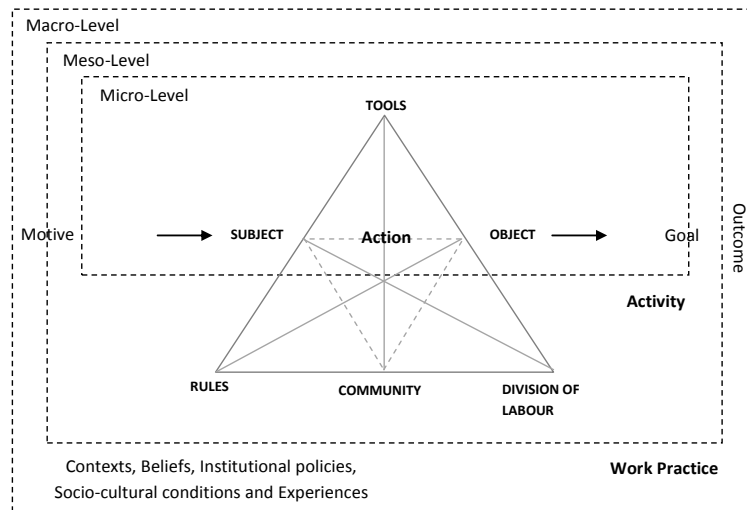 Macro-Level
Meso-Level
Micro-Level
TOOLS
Motive
SUBJECT
Action
OBJECT
Goal
Outcome
Activity
RULES
COMMUNITY
DIVISION OF
LABOUR
Contexts, Beliefs, Institutional policies,
Socio-cultural conditions and Experiences
Work Practice